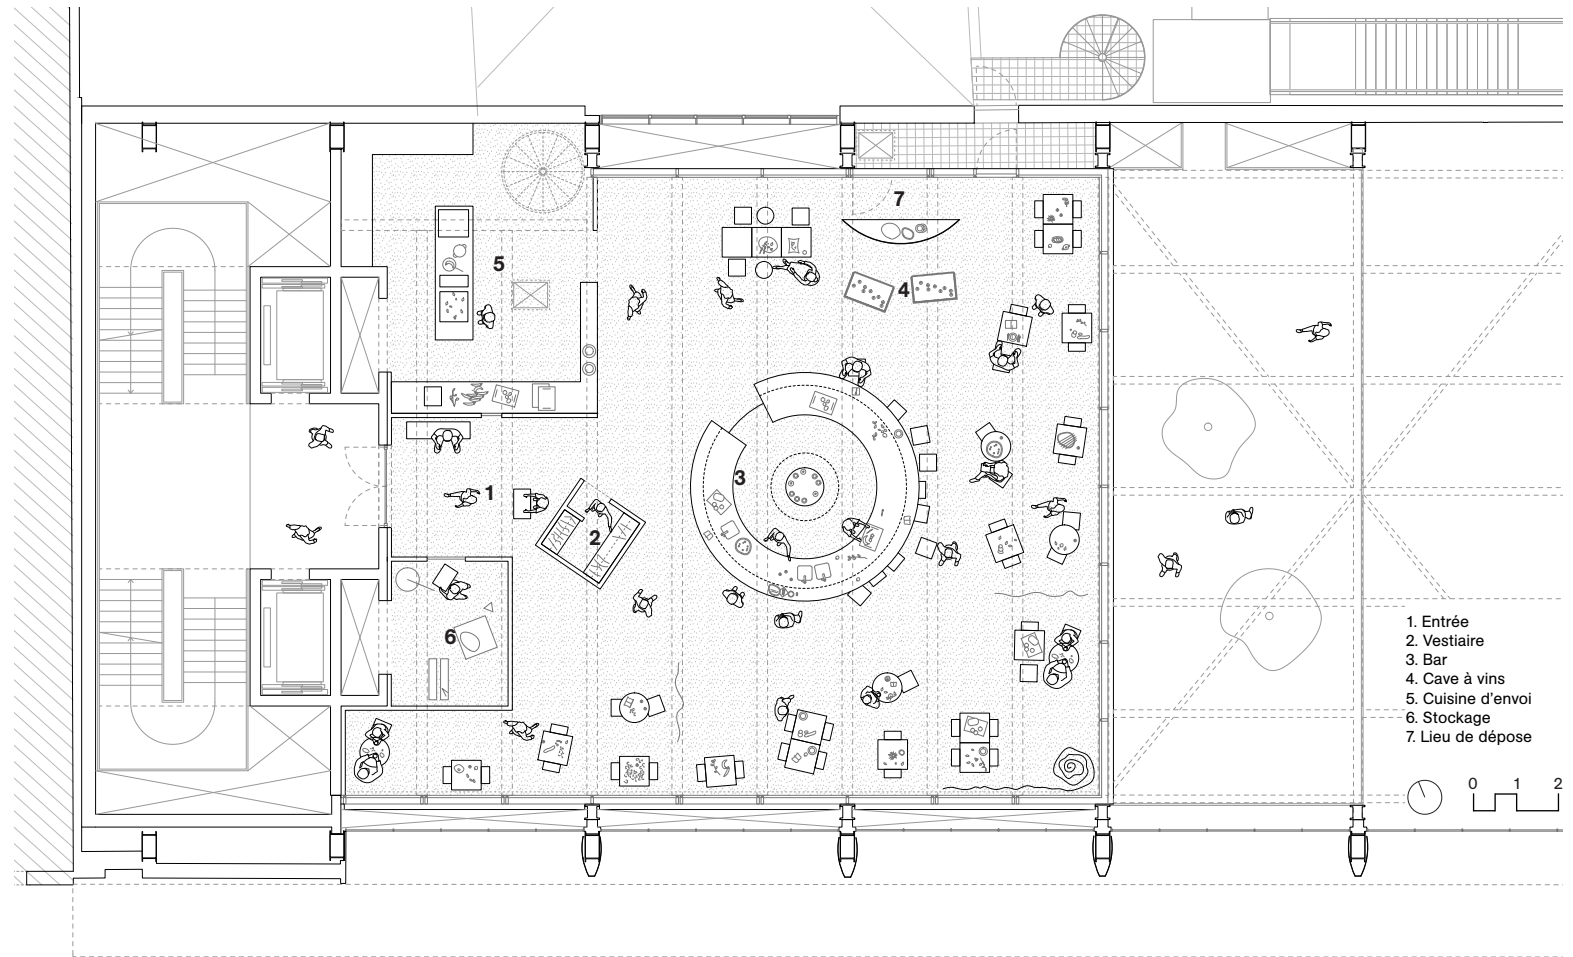 7
5
4
3
1
2
6
1. Entrée
2. Vestiaire
3. Bar
4. Cave à vins
5. Cuisine d'envoi
6. Stockage
7. Lieu de dépose
0 1 2